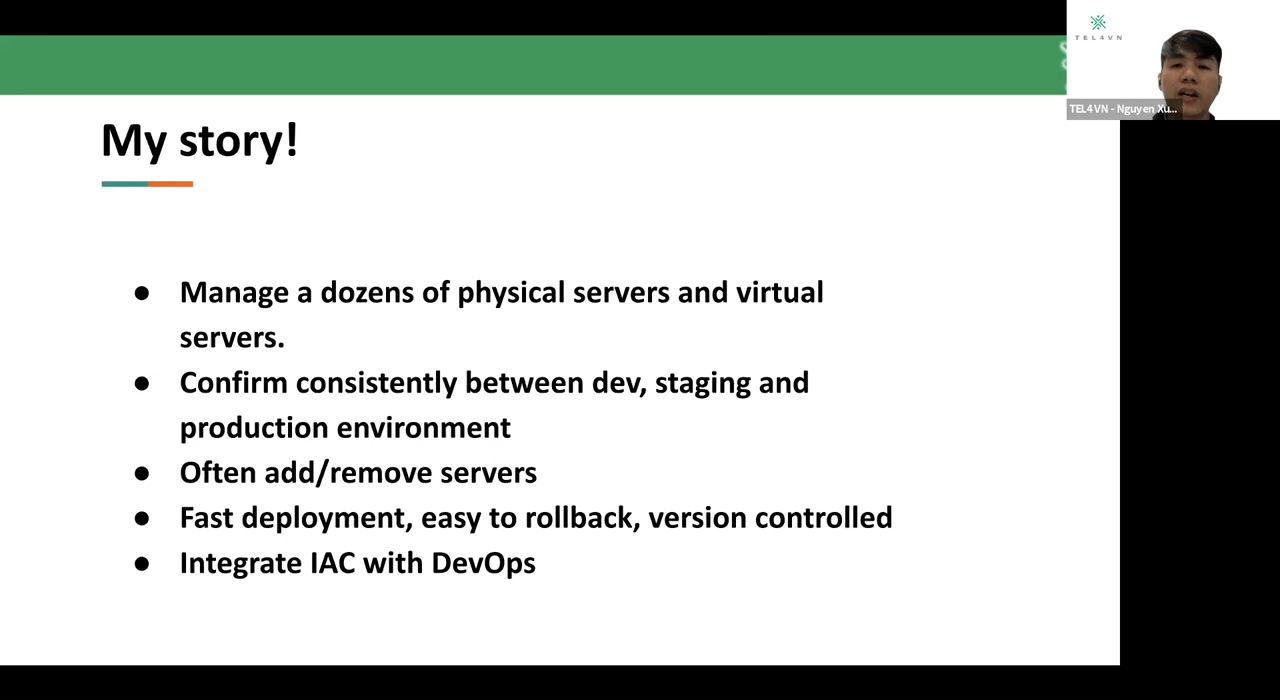 TEL4VN
TEL4VN - Nguyen Xu...
My story!
● Manage a dozens of physical servers and virtual
servers.
● Confirm consistently between dev, staging and
production environment
● Often add/remove servers
● Fast deployment, easy to rollback, version controlled
● Integrate IAC with DevOps